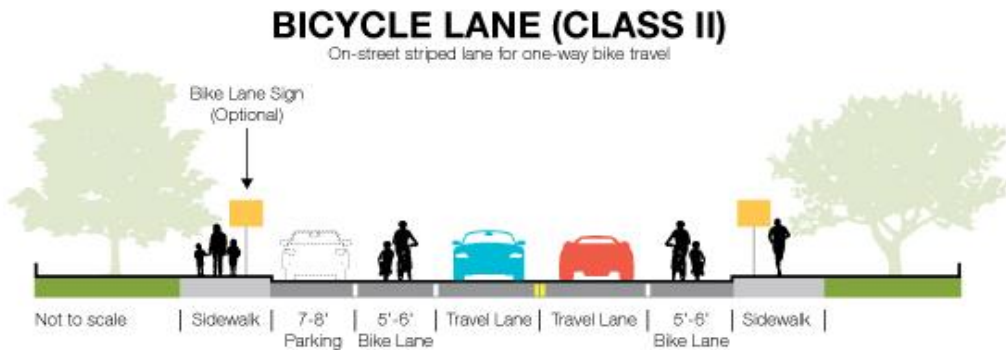 BICYCLE LANE (CLASS II)
On-street striped lane for one-way bike travel
Bike Lane Sign
(Optional)
Not to scale
Sidewalk
7-8'
Parking
5'-6'
Bike Lane
Travel Lane
Travel Lane
5'-6'
Bike Lane
Sidewalk